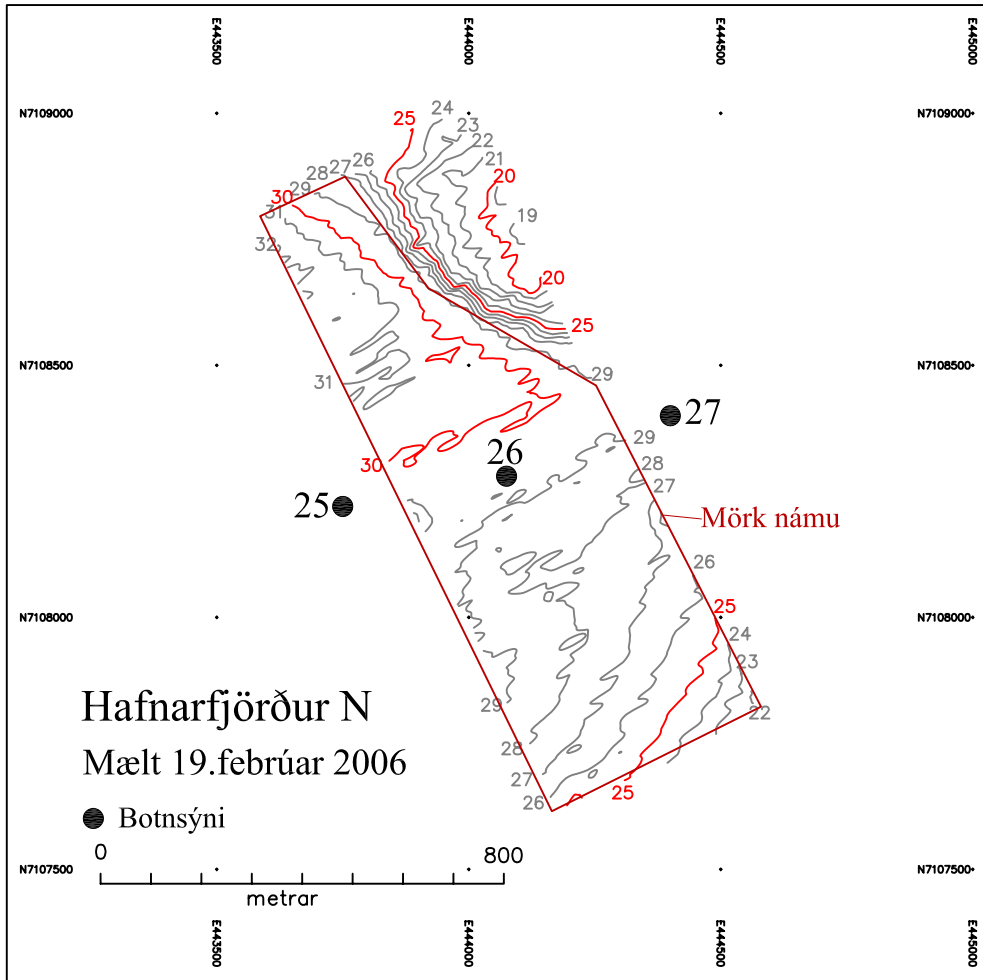 E443500 E444000 E444500 E445000
N7109000 N7109000
25 24 23 22 21 20 19
26 27 28 29 30 31 32
20
25
N7108500 N7108500
29
31
27
29
26
28
30
27
25
Mörk námu
26
N7108000 N7108000
25
24
23
22
29
28
27
26
25
Hafnarfjörður N
Mælt 19.febrúar 2006
Botnsýni
0 800
metrar
N7107500 N7107500
E443500 E444000 E444500 E445000